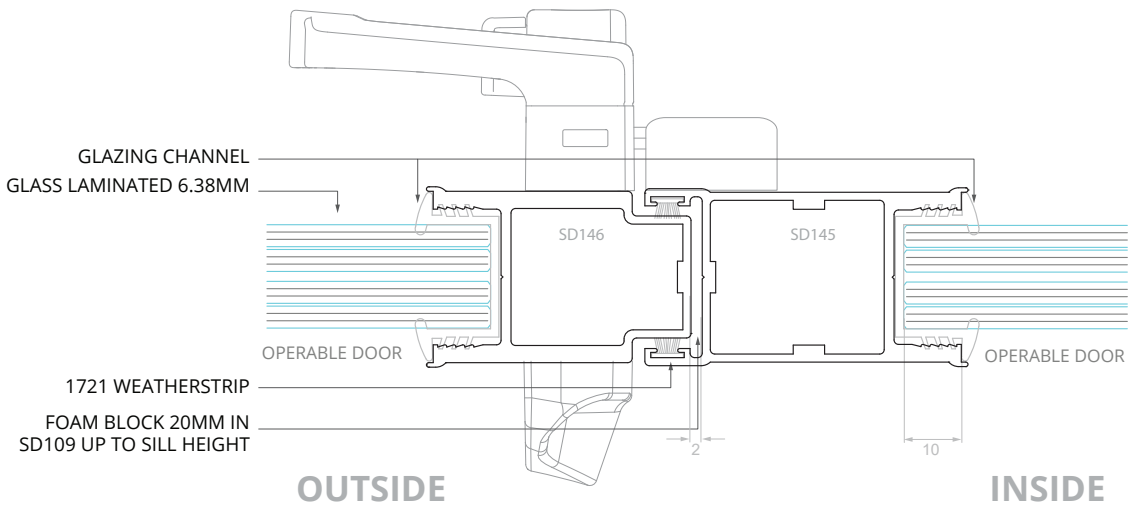 GLAZING CHANNEL
GLASS LAMINATED 6.38MM
SD146
SD145
OPERABLE DOOR
OPERABLE DOOR
1721 WEATHERSTRIP
FOAM BLOCK 20MM IN
SD109 UP TO SILL HEIGHT
2
10
OUTSIDE
INSIDE